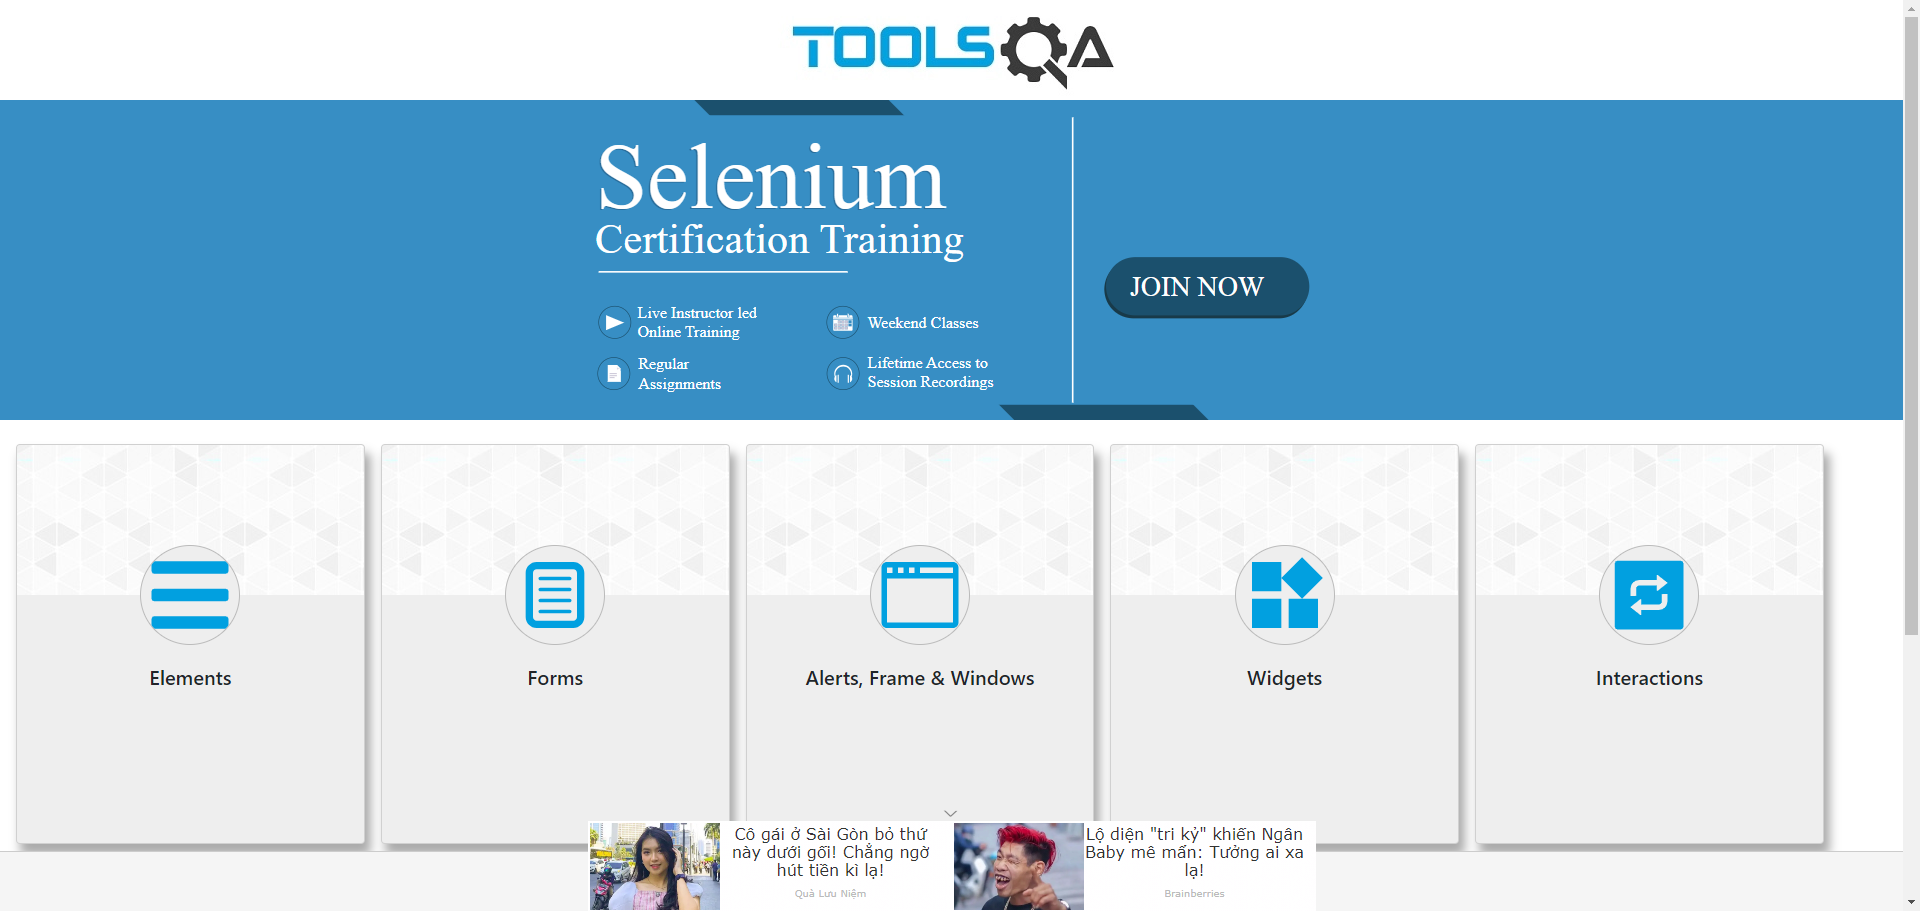 TOOLSQA
Selenium
Certification Training
JOIN NOW
Live Instructor led
Online Training
Weekend Classes
Regular
Assignments
Lifetime Access to
Session Recordings
Elements
Forms
Alerts, Frame & Windows
Widgets
Interactions
Cô gái ở Sài Gòn bỏ thứ
này dưới gối! Chẳng ngờ
hút tiền kì lạ!
Quà Lưu Niệm
Lộ diện "tri kỷ" khiến Ngân
Baby mê mẩn: Tưởng ai xa
lạ!
Brainberries